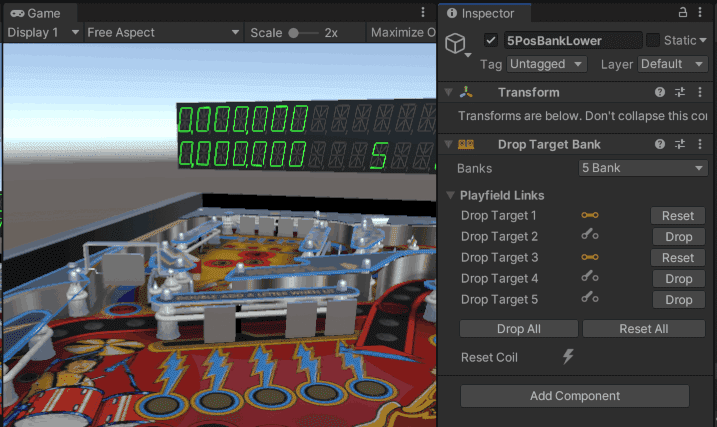 Game
Display 1 Free Aspect Scale 2x Maximize O
0,000,000
0,000,000 5
Inspector
5PosBankLower Static
Tag Untagged Layer Default
Transform
Transforms are below. Don't collapse this cor
Drop Target Bank
Banks 5 Bank
Playfield Links
Drop Target 1 Reset
Drop Target 2 Drop
Drop Target 3 Reset
Drop Target 4 Drop
Drop Target 5 Drop
Drop All Reset All
Reset Coil
Add Component